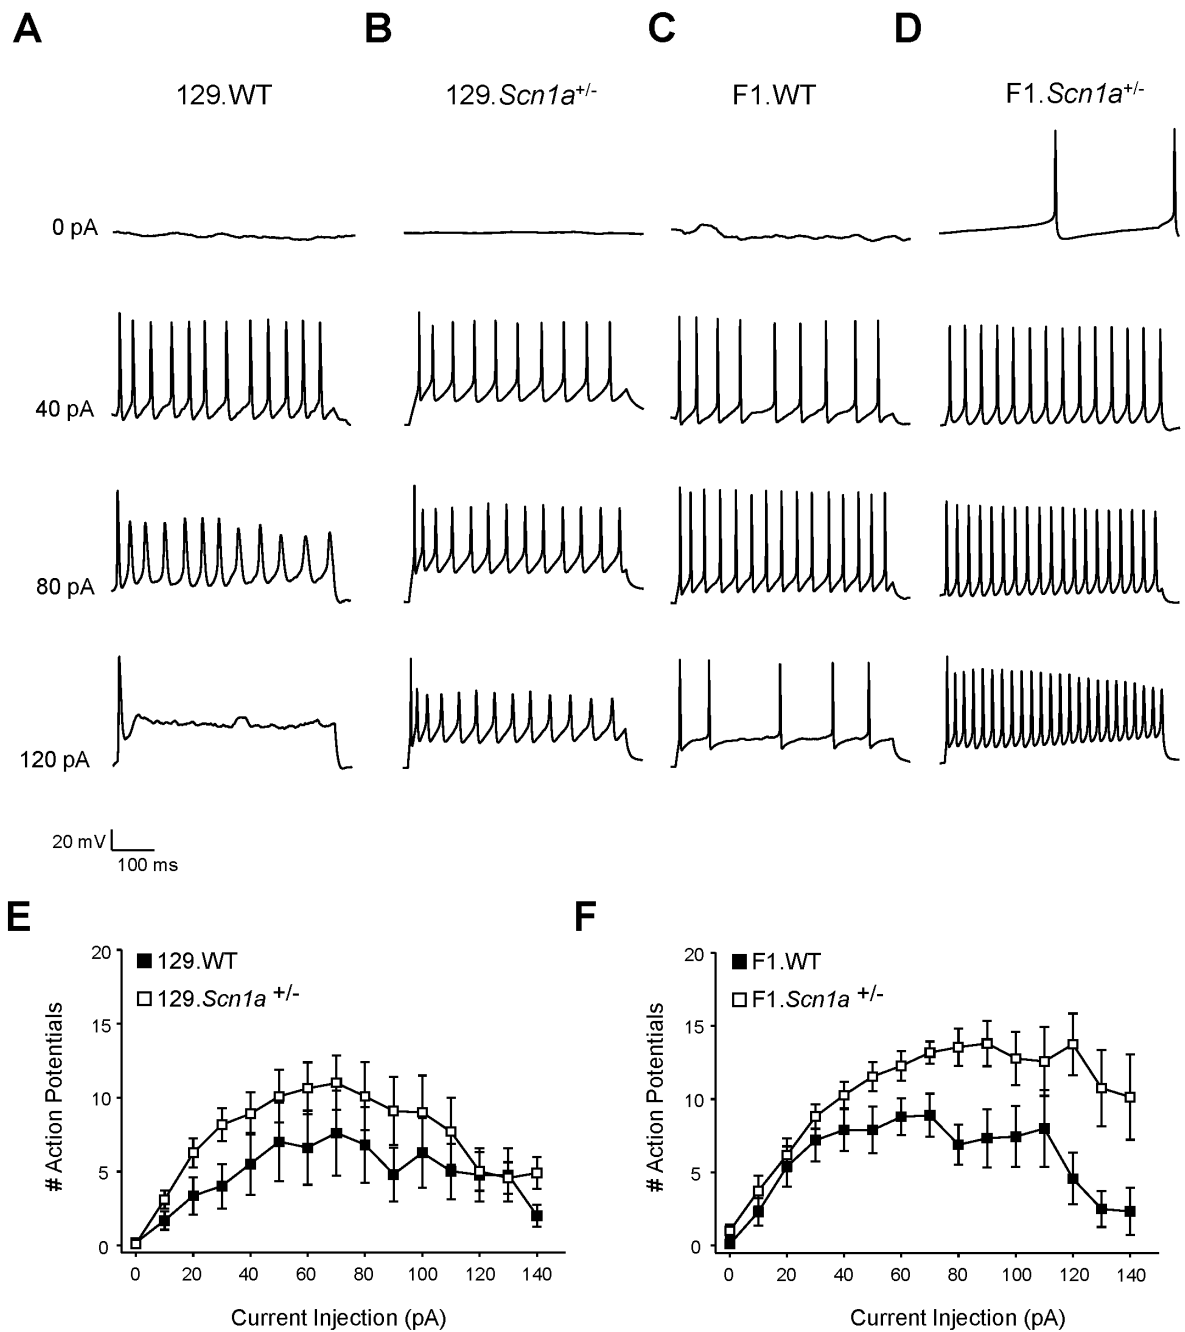 A B C D
129.WT 129.Scn1a+/- F1.WT F1.Scn1a+/-
0 pA
40 pA
80 pA
120 pA
20 mV
100 ms
E
20
15
10
5
0
# Action Potentials
129.WT
129.Scn1a +/-
0 20 40 60 80 100 120 140
Current Injection (pA)
F
20
15
10
5
0
# Action Potentials
F1.WT
F1.Scn1a +/-
0 20 40 60 80 100 120 140
Current Injection (pA)